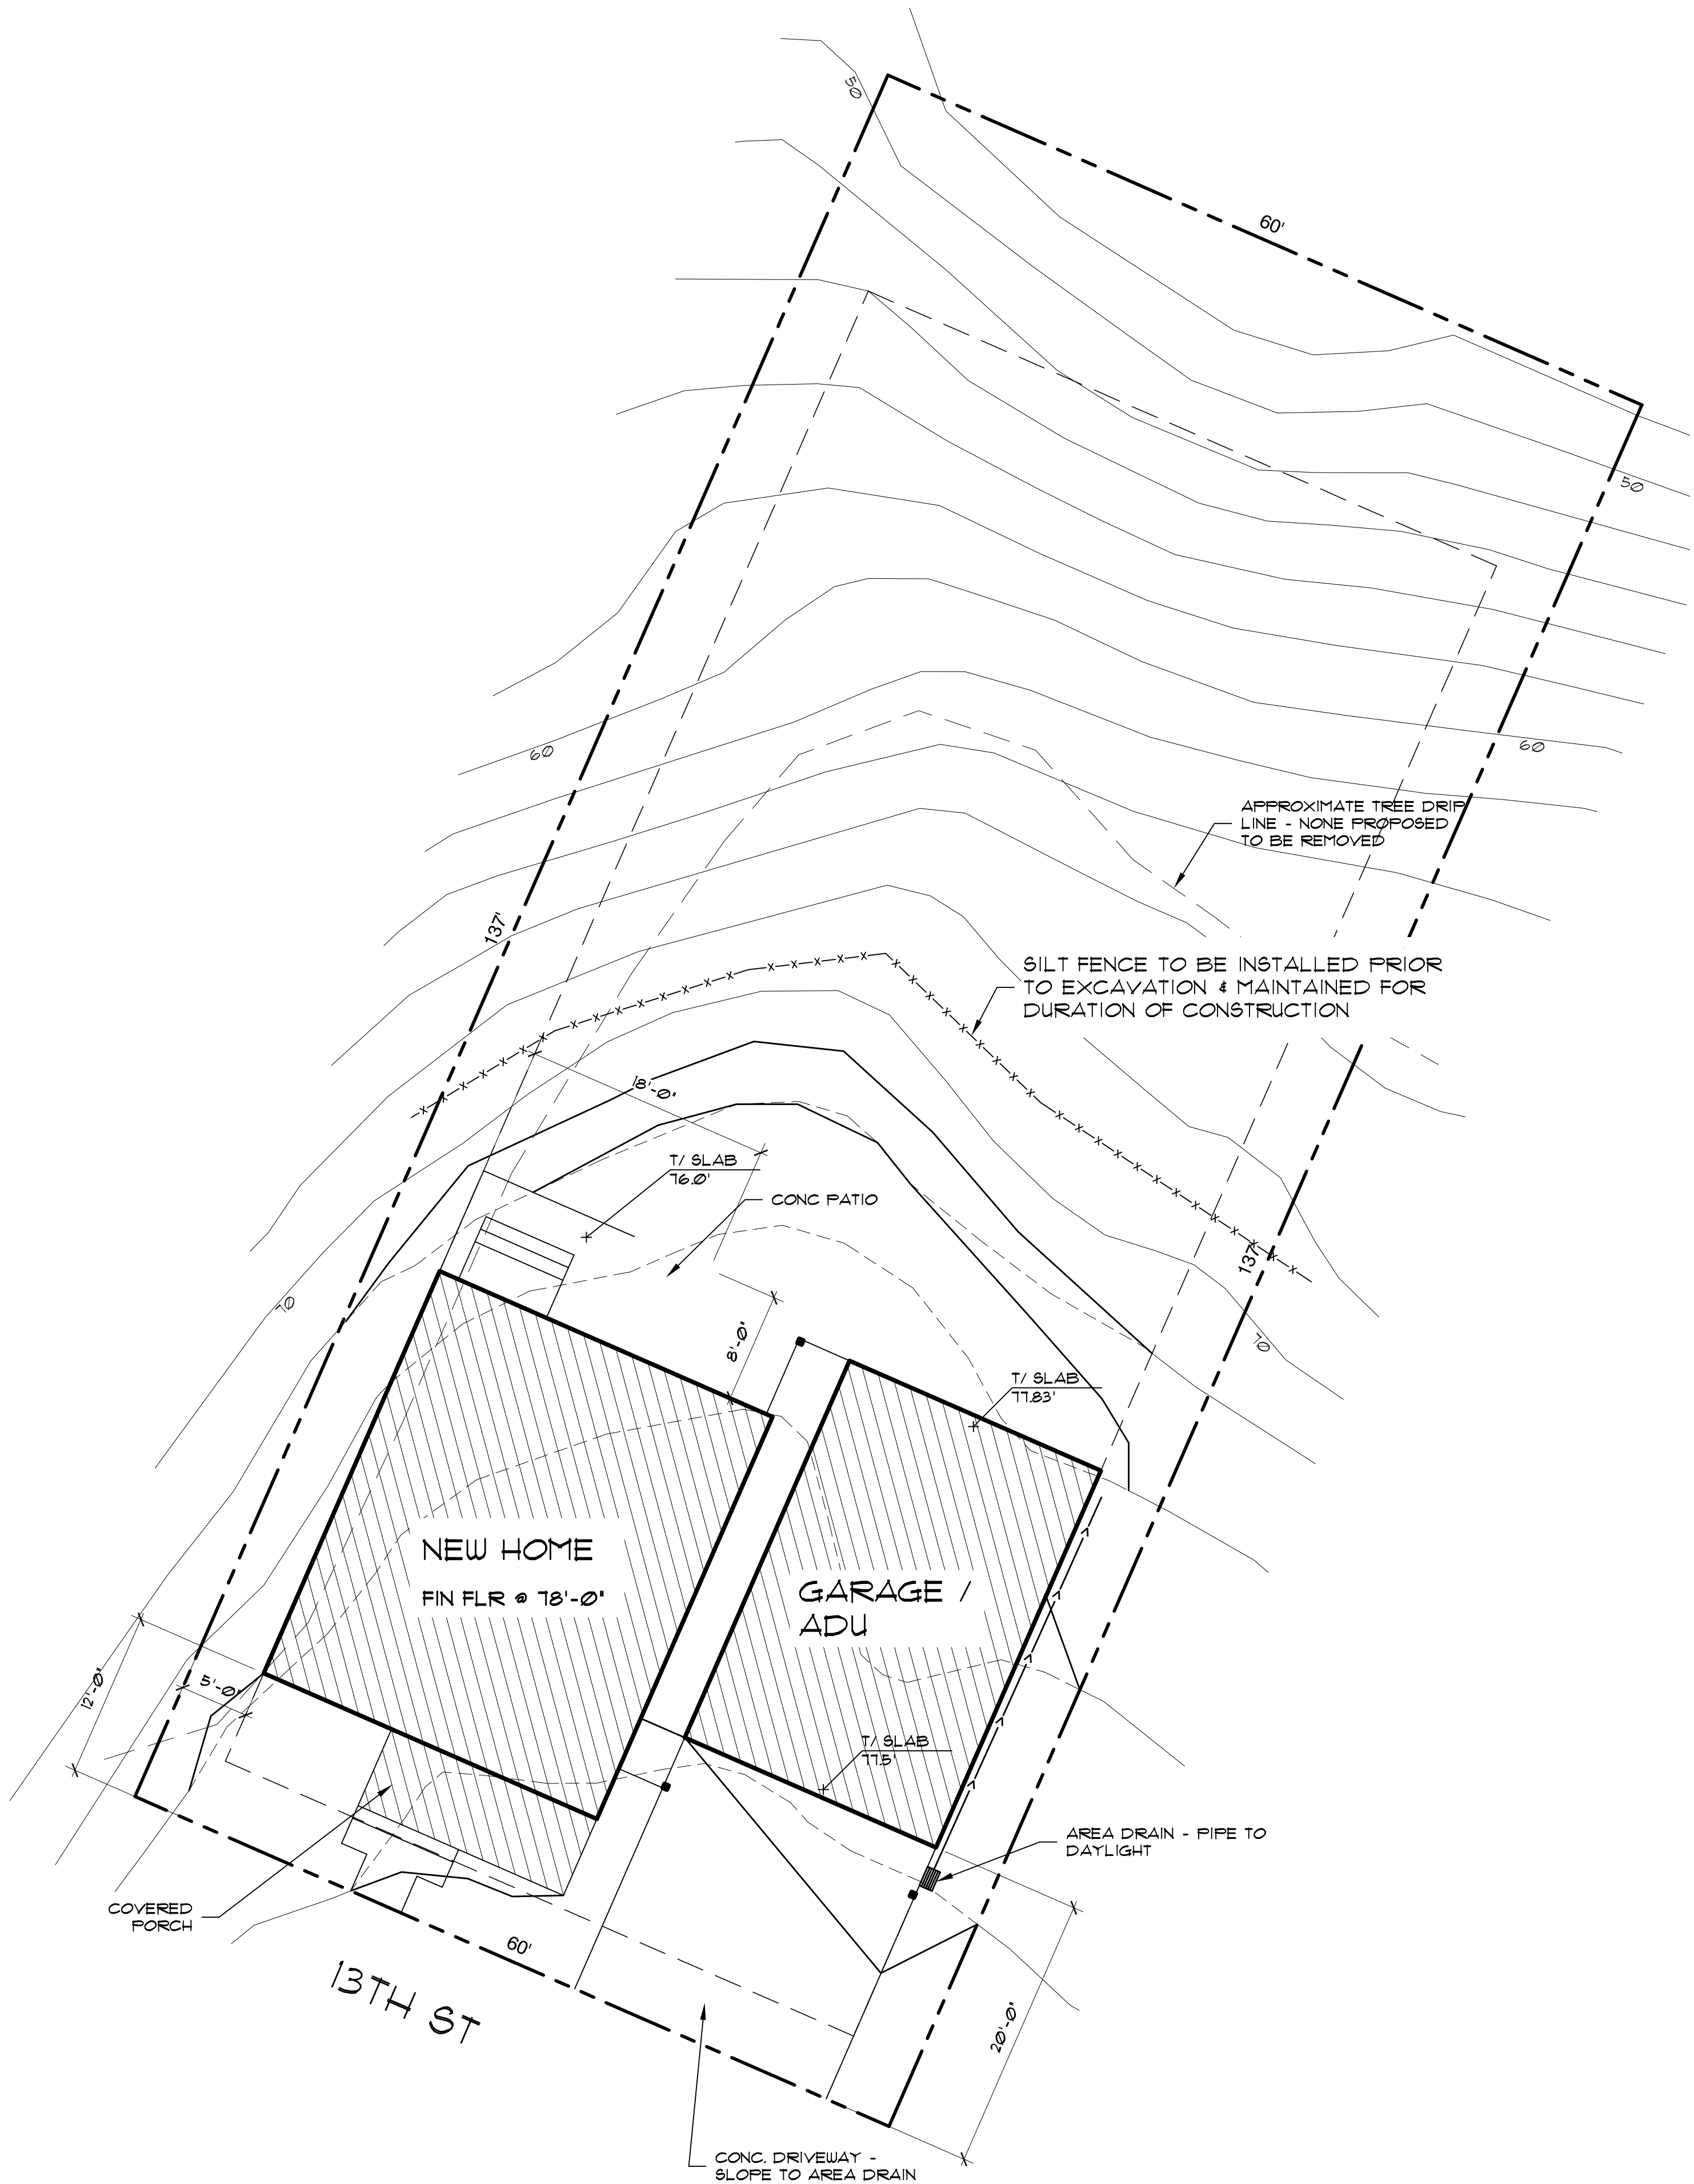 50
60'
50
60
60
APPROXIMATE TREE DRIP
LINE - NONE PROPOSED
TO BE REMOVED
137'
SILT FENCE TO BE INSTALLED PRIOR
TO EXCAVATION & MAINTAINED FOR
DURATION OF CONSTRUCTION
18'-0"
T/ SLAB
76.0'
CONC PATIO
137'
70
70
8'-0"
T/ SLAB
77.83'
NEW HOME
FIN FLR @ 78'-0"
GARAGE /
ADU
12'-0"
5'-0"
T/ SLAB
77.5'
AREA DRAIN - PIPE TO
DAYLIGHT
COVERED
PORCH
60'
13TH ST
20'-0"
CONC. DRIVEWAY -
SLOPE TO AREA DRAIN